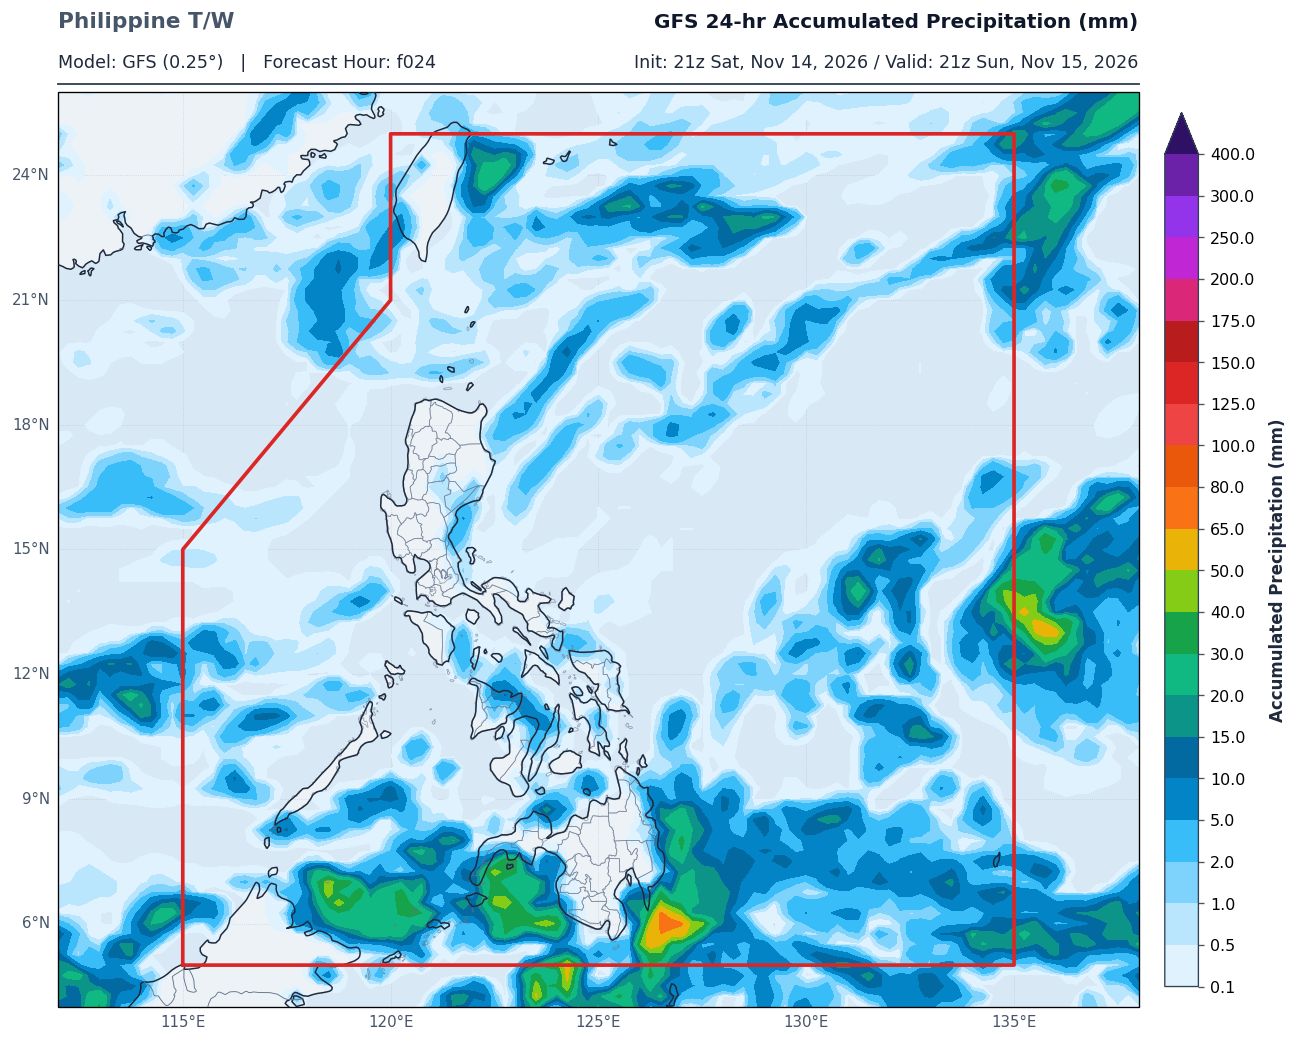 Philippine T/W
GFS 24-hr Accumulated Precipitation (mm)
Model: GFS (0.25°) | Forecast Hour: f024
Init: 21z Sat, Nov 14, 2026 / Valid: 21z Sun, Nov 15, 2026
24°N
21°N
18°N
15°N
12°N
9°N
6°N
115°E
120°E
125°E
130°E
135°E
400.0
300.0
250.0
200.0
175.0
150.0
125.0
100.0
80.0
65.0
50.0
40.0
30.0
20.0
15.0
10.0
5.0
2.0
1.0
0.5
0.1
Accumulated Precipitation (mm)